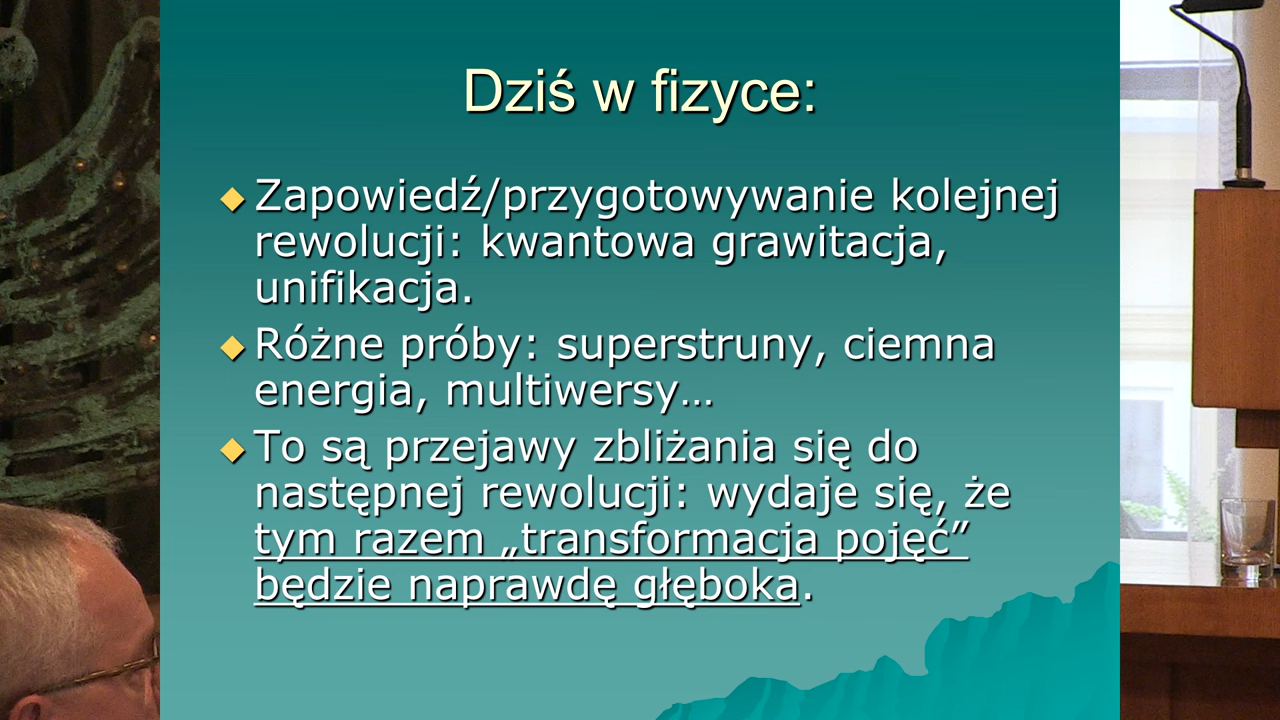 Dziś w fizyce:
Zapowiedź/przygotowywanie kolejnej
rewolucji: kwantowa grawitacja,
unifikacja.
Różne próby: superstruny, ciemna
energia, multiwersy…
To są przejawy zbliżania się do
następnej rewolucji: wydaje się, że
tym razem „transformacja pojęć”
będzie naprawdę głęboka.